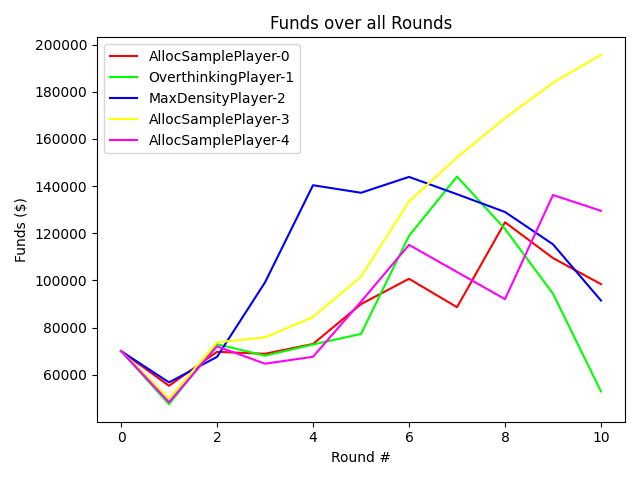 Funds over all Rounds
Funds ($)
200000
180000
160000
140000
120000
100000
80000
60000
AllocSamplePlayer-0
OverthinkingPlayer-1
MaxDensityPlayer-2
AllocSamplePlayer-3
AllocSamplePlayer-4
0 2 4 6 8 10
Round #